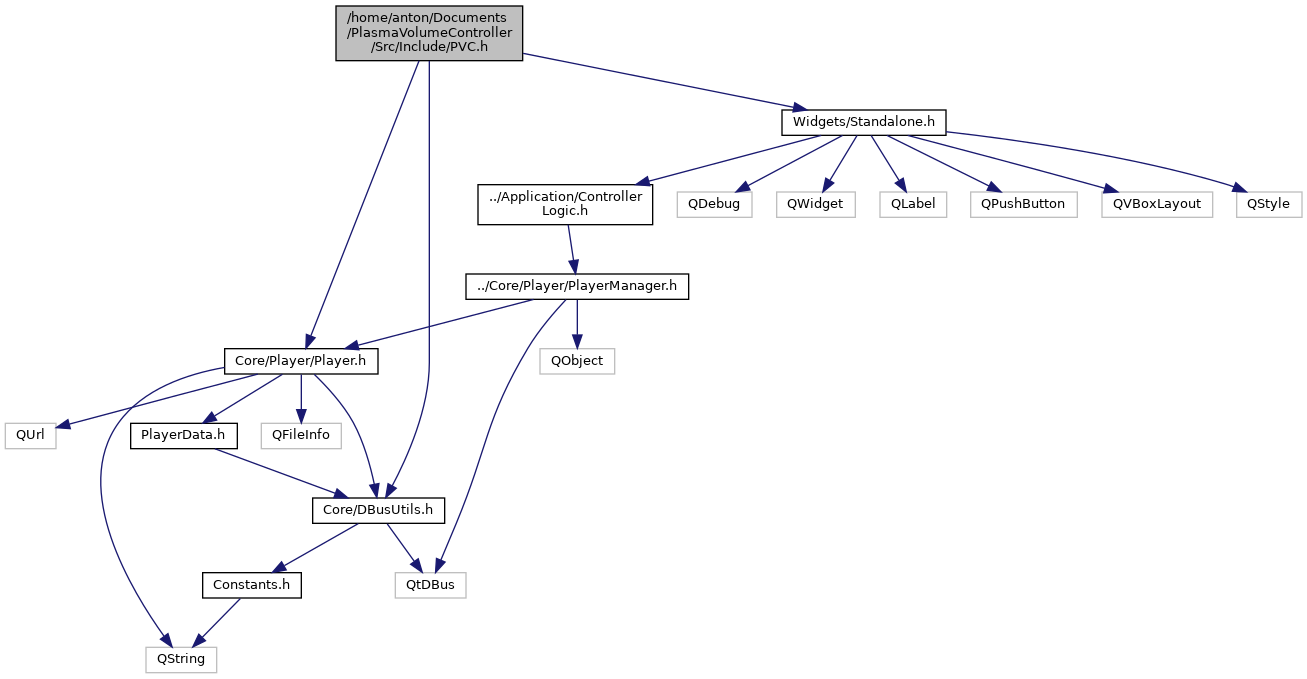 /home/anton/Documents
/PlasmaVolumeController
/Src/Include/PVC.h
Widgets/Standalone.h
../Application/Controller
Logic.h
QDebug
QWidget
QLabel
QPushButton
QVBoxLayout
QStyle
../Core/Player/PlayerManager.h
Core/Player/Player.h
QObject
QUrl
PlayerData.h
QFileInfo
Core/DBusUtils.h
Constants.h
QtDBus
QString